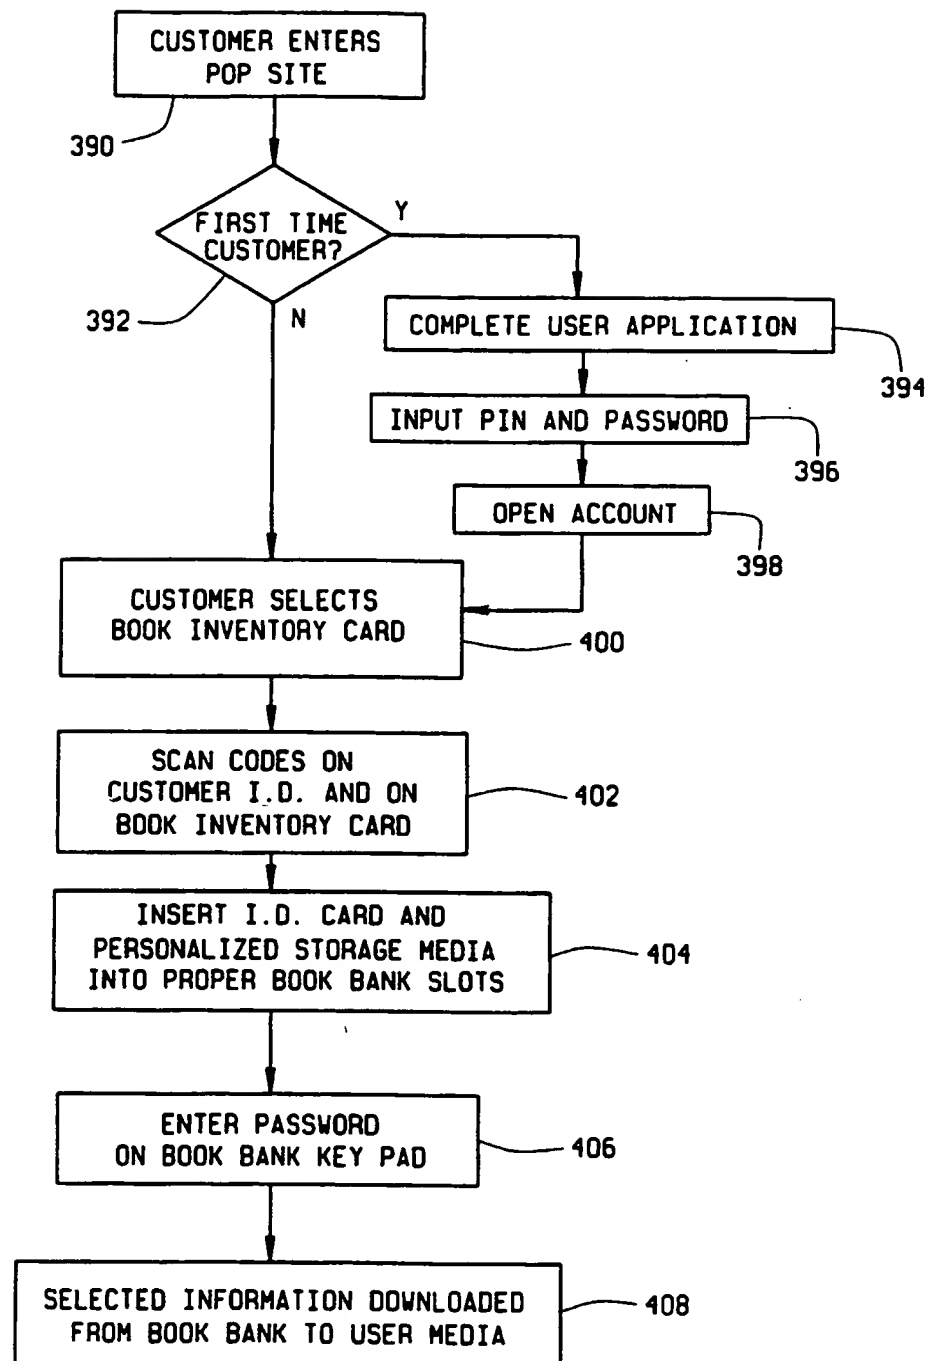 CUSTOMER ENTERS
POP SITE
390
FIRST TIME
CUSTOMER?
Y
392
N
COMPLETE USER APPLICATION
394
INPUT PIN AND PASSWORD
396
OPEN ACCOUNT
398
CUSTOMER SELECTS
BOOK INVENTORY CARD
400
SCAN CODES ON
CUSTOMER I.D. AND ON
BOOK INVENTORY CARD
402
INSERT I.D. CARD AND
PERSONALIZED STORAGE MEDIA
INTO PROPER BOOK BANK SLOTS
404
ENTER PASSWORD
ON BOOK BANK KEY PAD
406
SELECTED INFORMATION DOWNLOADED
FROM BOOK BANK TO USER MEDIA
408